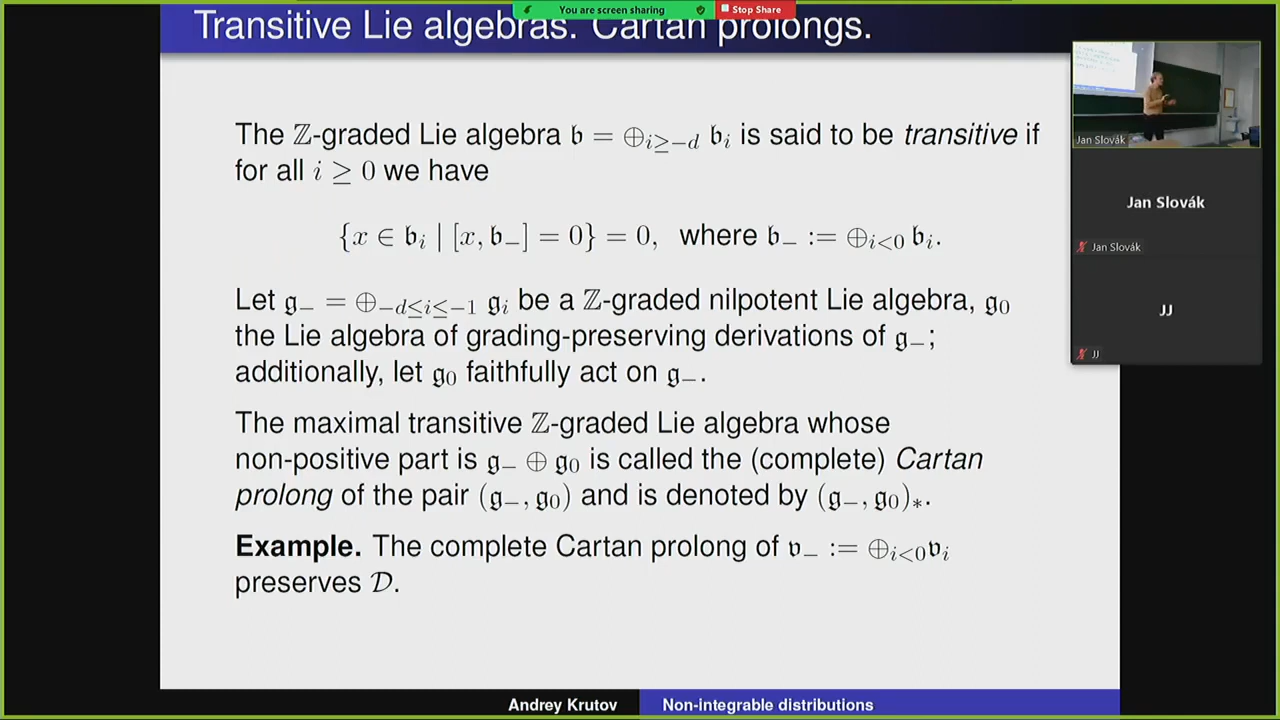 You are screen sharing
Stop Share
Transitive Lie algebras. Cartan prolongs.
The ℤ-graded Lie algebra 𝔟 = ⊕_{i≥−d} 𝔟_i is said to be transitive if
for all i ≥ 0 we have
{x ∈ 𝔟_i | [x, 𝔟_−] = 0} = 0, where 𝔟_− := ⊕_{i<0} 𝔟_i.
Let 𝔤_− = ⊕_{−d≤i≤−1} 𝔤_i be a ℤ-graded nilpotent Lie algebra, 𝔤_0
the Lie algebra of grading-preserving derivations of 𝔤_−;
additionally, let 𝔤_0 faithfully act on 𝔤_−.
The maximal transitive ℤ-graded Lie algebra whose
non-positive part is 𝔤_− ⊕ 𝔤_0 is called the (complete) Cartan
prolong of the pair (𝔤_−, 𝔤_0) and is denoted by (𝔤_−, 𝔤_0)_*.
Example. The complete Cartan prolong of 𝔳_− := ⊕_{i<0} 𝔳_i
preserves 𝒟.
Andrey Krutov
Non-integrable distributions
Jan Slovák
Jan Slovák
Jan Slovák
JJ
JJ